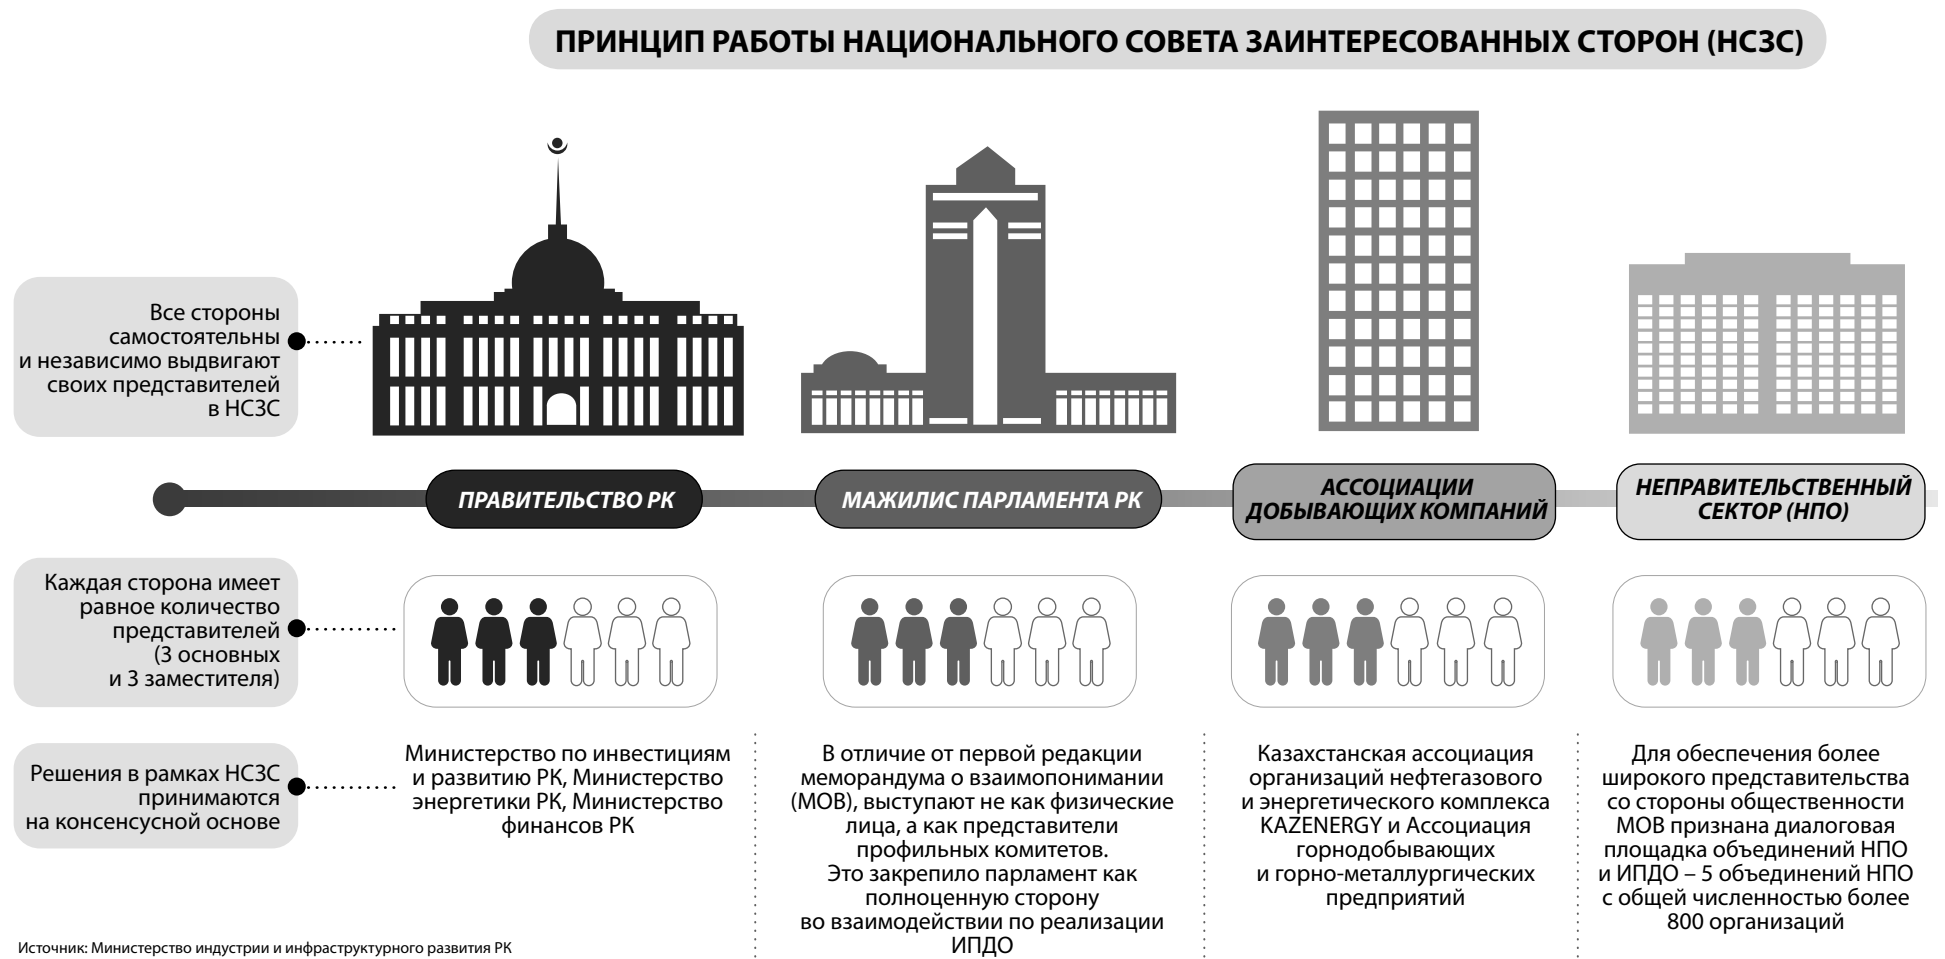 ПРИНЦИП РАБОТЫ НАЦИОНАЛЬНОГО СОВЕТА ЗАИНТЕРЕСОВАННЫХ СТОРОН (НСЗС)
Все стороны
самостоятельны
и независимо выдвигают
своих представителей
в НСЗС
ПРАВИТЕЛЬСТВО РК
МАЖИЛИС ПАРЛАМЕНТА РК
АССОЦИАЦИИ
ДОБЫВАЮЩИХ КОМПАНИЙ
НЕПРАВИТЕЛЬСТВЕННЫЙ
СЕКТОР (НПО)
Каждая сторона имеет
равное количество
представителей
(3 основных
и 3 заместителя)
Решения в рамках НСЗС
принимаются
на консенсусной основе
Министерство по инвестициям
и развитию РК, Министерство
энергетики РК, Министерство
финансов РК
В отличие от первой редакции
меморандума о взаимопонимании
(МОВ), выступают не как физические
лица, а как представители
профильных комитетов.
Это закрепило парламент как
полноценную сторону
во взаимодействии по реализации
ИПДО
Казахстанская ассоциация
организаций нефтегазового
и энергетического комплекса
KAZENERGY и Ассоциация
горнодобывающих
и горно-металлургических
предприятий
Для обеспечения более
широкого представительства
со стороны общественности
МОВ признана диалоговая
площадка объединений НПО
и ИПДО – 5 объединений НПО
с общей численностью более
800 организаций
Источник: Министерство индустрии и инфраструктурного развития РК